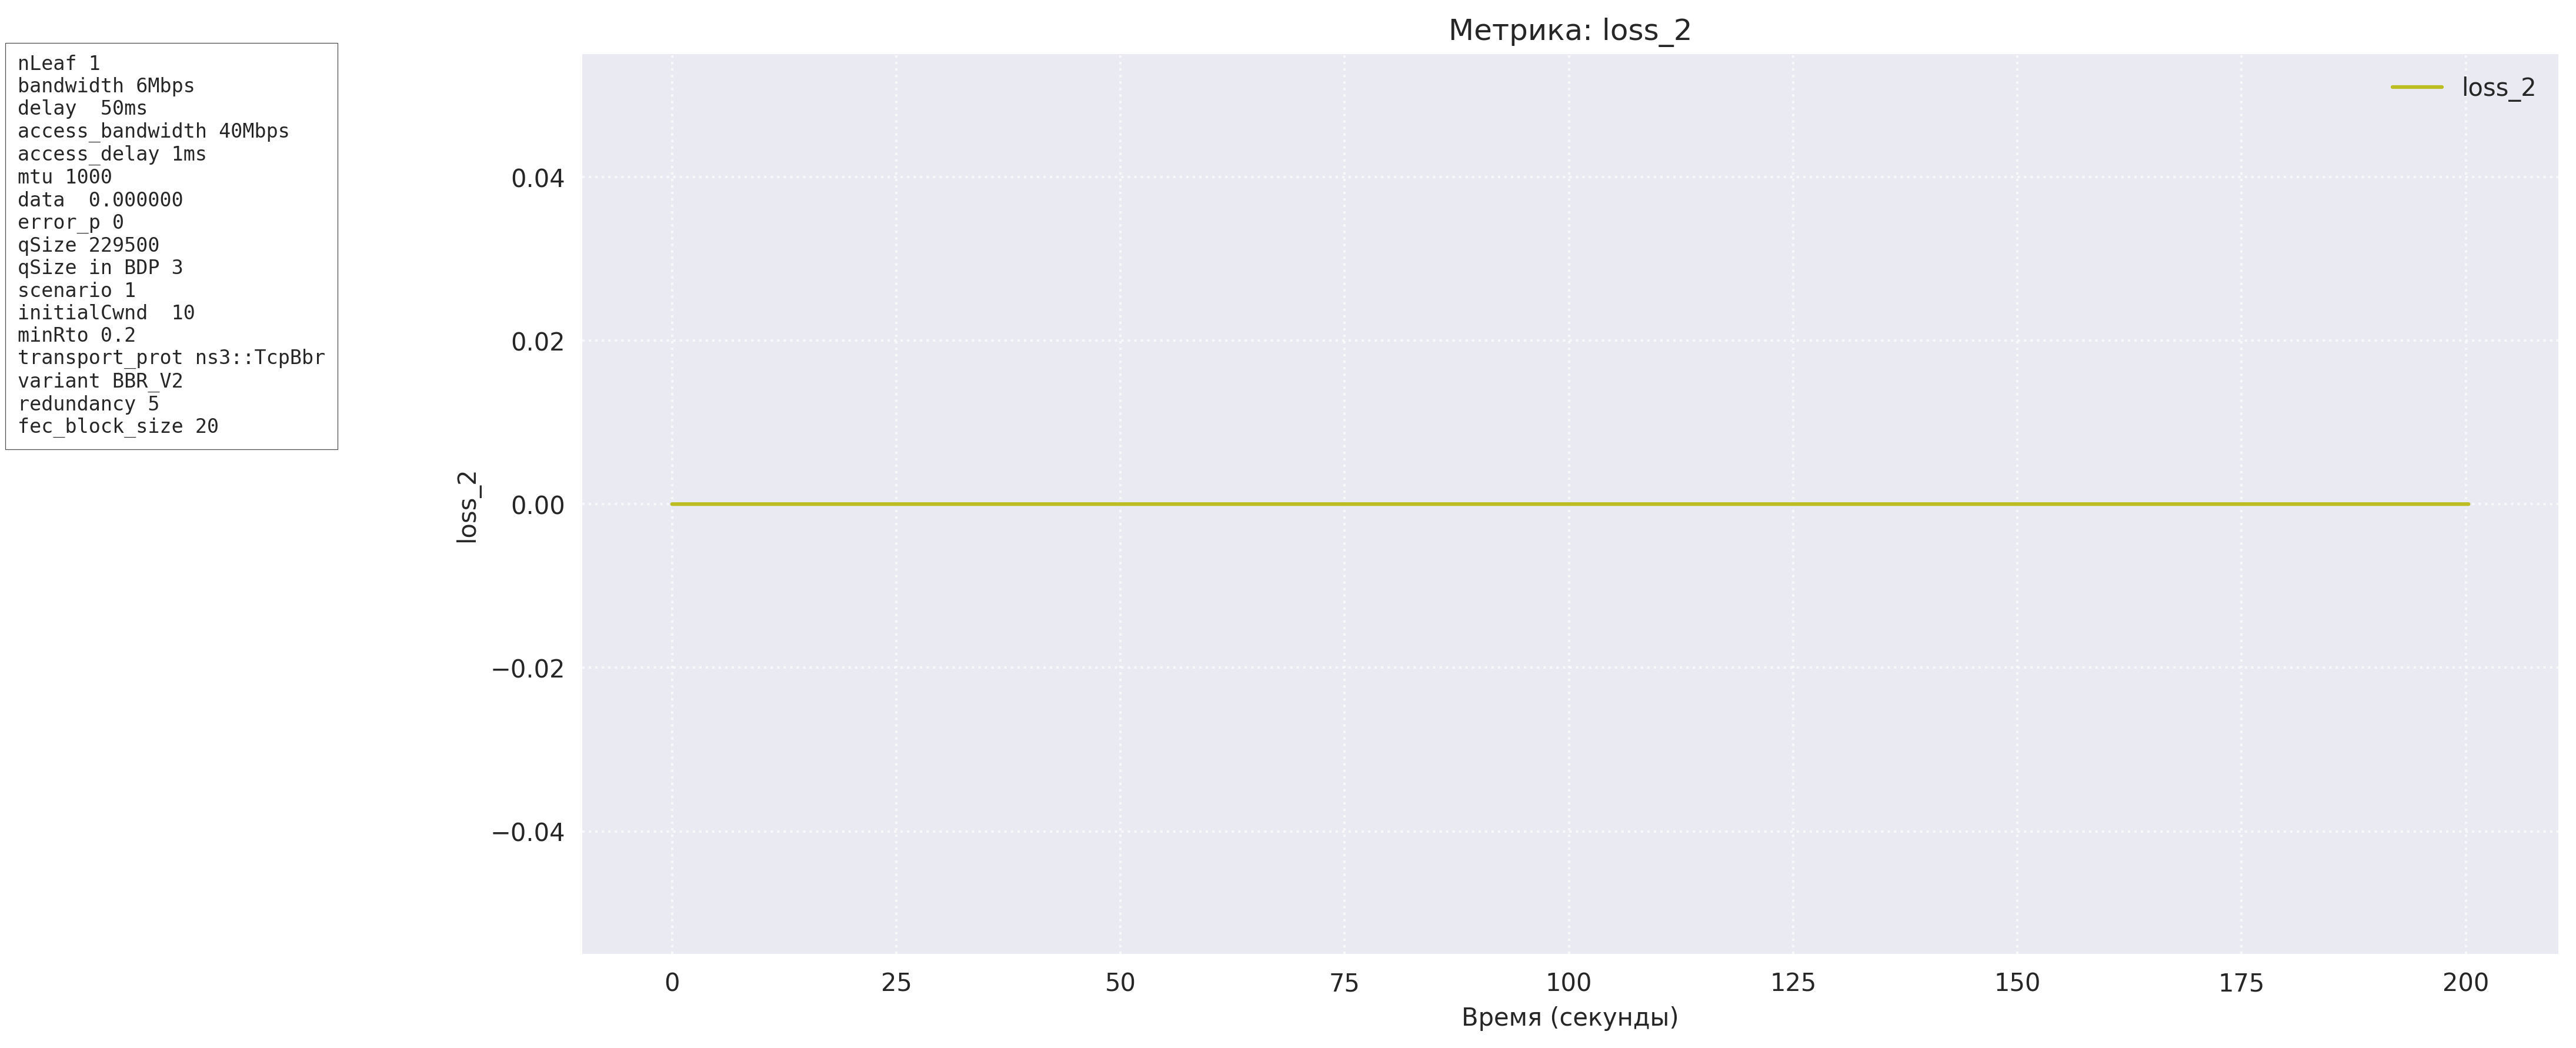 Метрика: loss_2
nLeaf 1
bandwidth 6Mbps
delay  50ms
access_bandwidth 40Mbps
access_delay 1ms
mtu 1000
data  0.000000
error_p 0
qSize 229500
qSize in BDP 3
scenario 1
initialCwnd  10
minRto 0.2
transport_prot ns3::TcpBbr
variant BBR_V2
redundancy 5
fec_block_size 20
loss_2
loss_2
0.04
0.02
0.00
−0.02
−0.04
0 25 50 75 100 125 150 175 200
Время (секунды)